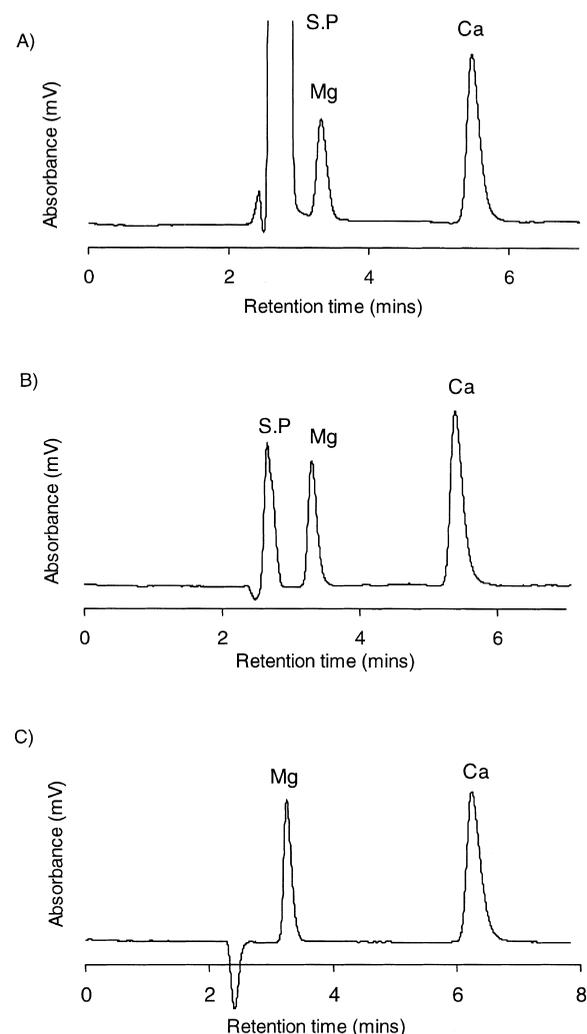 A)
S.P
Mg
Ca
Absorbance (mV)
0 2 4 6
Retention time (mins)
B)
S.P
Mg
Ca
Absorbance (mV)
0 2 4 6
Retention time (mins)
C)
Mg
Ca
Absorbance (mV)
0 2 4 6 8
Retention time (mins)